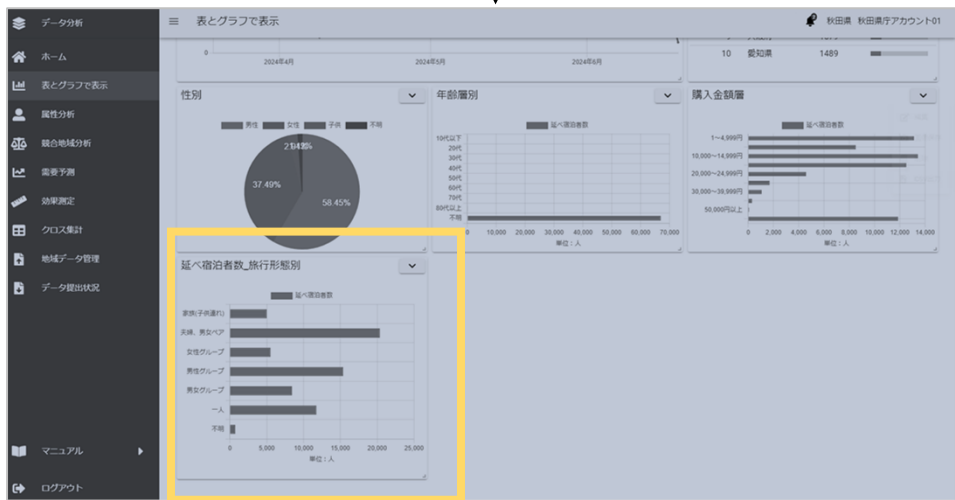 データ分析
ホーム
表とグラフで表示
属性分析
競合地域分析
需要予測
効果測定
クロス集計
地域データ管理
データ提出状況
マニュアル
ログアウト
表とグラフで表示
秋田県 秋田県庁アカウント01
0
2024年4月
2024年5月
2024年6月
10 愛知県 1489
性別
男性 女性 子供 不明
37.49%
58.45%
年齢層別
延べ宿泊者数
10代以下
20代
30代
40代
50代
60代
70代
80代以上
不明
0 10,000 20,000 30,000 40,000 50,000 60,000 70,000
単位：人
購入金額層
延べ宿泊者数
1〜4,999円
10,000〜14,999円
20,000〜24,999円
30,000〜39,999円
50,000円以上
0 2,000 4,000 6,000 8,000 10,000 12,000 14,000
単位：人
延べ宿泊者数_旅行形態別
延べ宿泊者数
家族(子供連れ)
夫婦、男女ペア
女性グループ
男性グループ
男女グループ
一人
不明
0 5,000 10,000 15,000 20,000 25,000
単位：人